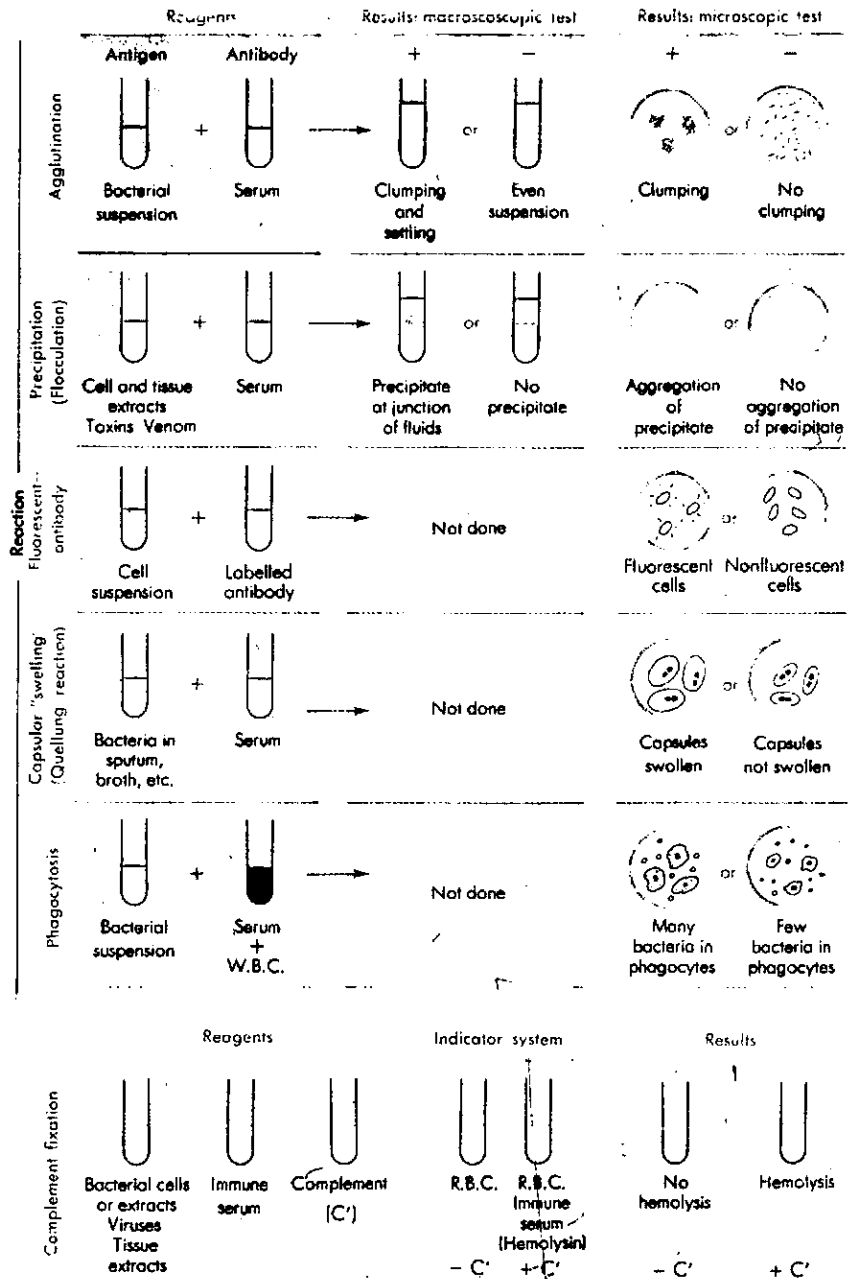 Reagents
Results: macroscoscopic test
Results: microscopic test
Antigen
Antibody
+
−
+
−
Agglutination
+
or
or
Bacterial
suspension
Serum
Clumping
and
settling
Even
suspension
Clumping
No
clumping
Reaction
Precipitation
(Flocculation)
+
or
or
Cell and tissue
extracts
Toxins Venom
Serum
Precipitate
at junction
of fluids
No
precipitate
Aggregation
of
precipitate
No
aggregation
of precipitate
Fluorescent-
antibody
+
Not done
or
Cell
suspension
Labelled
antibody
Fluorescent
cells
Nonfluorescent
cells
Capsular "swelling"
(Quellung reaction)
+
Not done
or
Bacteria in
sputum,
broth, etc.
Serum
Capsules
swollen
Capsules
not swollen
Phagocytosis
+
Not done
or
Bacterial
suspension
Serum
+
W.B.C.
Many
bacteria in
phagocytes
Few
bacteria in
phagocytes
Reagents
Indicator system
Results
Complement fixation
Bacterial cells
or extracts
Viruses
Tissue
extracts
Immune
serum
Complement
(C')
R.B.C.
R.B.C.
Immune
serum
(Hemolysin)
No
hemolysis
Hemolysis
− C'
+ C'
− C'
+ C'